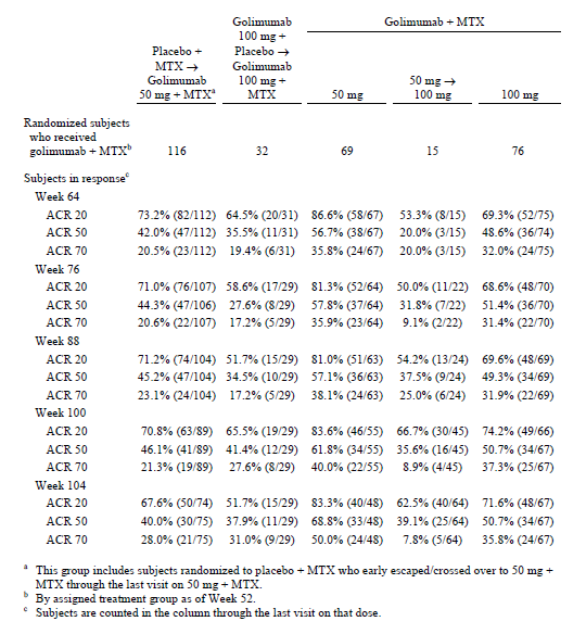 Golimumab + MTX
Golimumab
100 mg +
Placebo →
Golimumab
100 mg +
MTX
Placebo +
MTX →
Golimumab
50 mg + MTXa
50 mg
50 mg →
100 mg
100 mg
Randomized subjects
who received
golimumab + MTXb 116 32 69 15 76
Subjects in responsec
Week 64
ACR 20 73.2% (82/112) 64.5% (20/31) 86.6% (58/67) 53.3% (8/15) 69.3% (52/75)
ACR 50 42.0% (47/112) 35.5% (11/31) 56.7% (38/67) 20.0% (3/15) 48.6% (36/74)
ACR 70 20.5% (23/112) 19.4% (6/31) 35.8% (24/67) 20.0% (3/15) 32.0% (24/75)
Week 76
ACR 20 71.0% (76/107) 58.6% (17/29) 81.3% (52/64) 50.0% (11/22) 68.6% (48/70)
ACR 50 44.3% (47/106) 27.6% (8/29) 57.8% (37/64) 31.8% (7/22) 51.4% (36/70)
ACR 70 20.6% (22/107) 17.2% (5/29) 35.9% (23/64) 9.1% (2/22) 31.4% (22/70)
Week 88
ACR 20 71.2% (74/104) 51.7% (15/29) 81.0% (51/63) 54.2% (13/24) 69.6% (48/69)
ACR 50 45.2% (47/104) 34.5% (10/29) 57.1% (36/63) 37.5% (9/24) 49.3% (34/69)
ACR 70 23.1% (24/104) 17.2% (5/29) 38.1% (24/63) 25.0% (6/24) 31.9% (22/69)
Week 100
ACR 20 70.8% (63/89) 65.5% (19/29) 83.6% (46/55) 66.7% (30/45) 74.2% (49/66)
ACR 50 46.1% (41/89) 41.4% (12/29) 61.8% (34/55) 35.6% (16/45) 50.7% (34/67)
ACR 70 21.3% (19/89) 27.6% (8/29) 40.0% (22/55) 8.9% (4/45) 37.3% (25/67)
Week 104
ACR 20 67.6% (50/74) 51.7% (15/29) 83.3% (40/48) 62.5% (40/64) 71.6% (48/67)
ACR 50 40.0% (30/75) 37.9% (11/29) 68.8% (33/48) 39.1% (25/64) 50.7% (34/67)
ACR 70 28.0% (21/75) 31.0% (9/29) 50.0% (24/48) 7.8% (5/64) 35.8% (24/67)
a This group includes subjects randomized to placebo + MTX who early escaped/crossed over to 50 mg +
MTX through the last visit on 50 mg + MTX.
b By assigned treatment group as of Week 52.
c Subjects are counted in the column through the last visit on that dose.